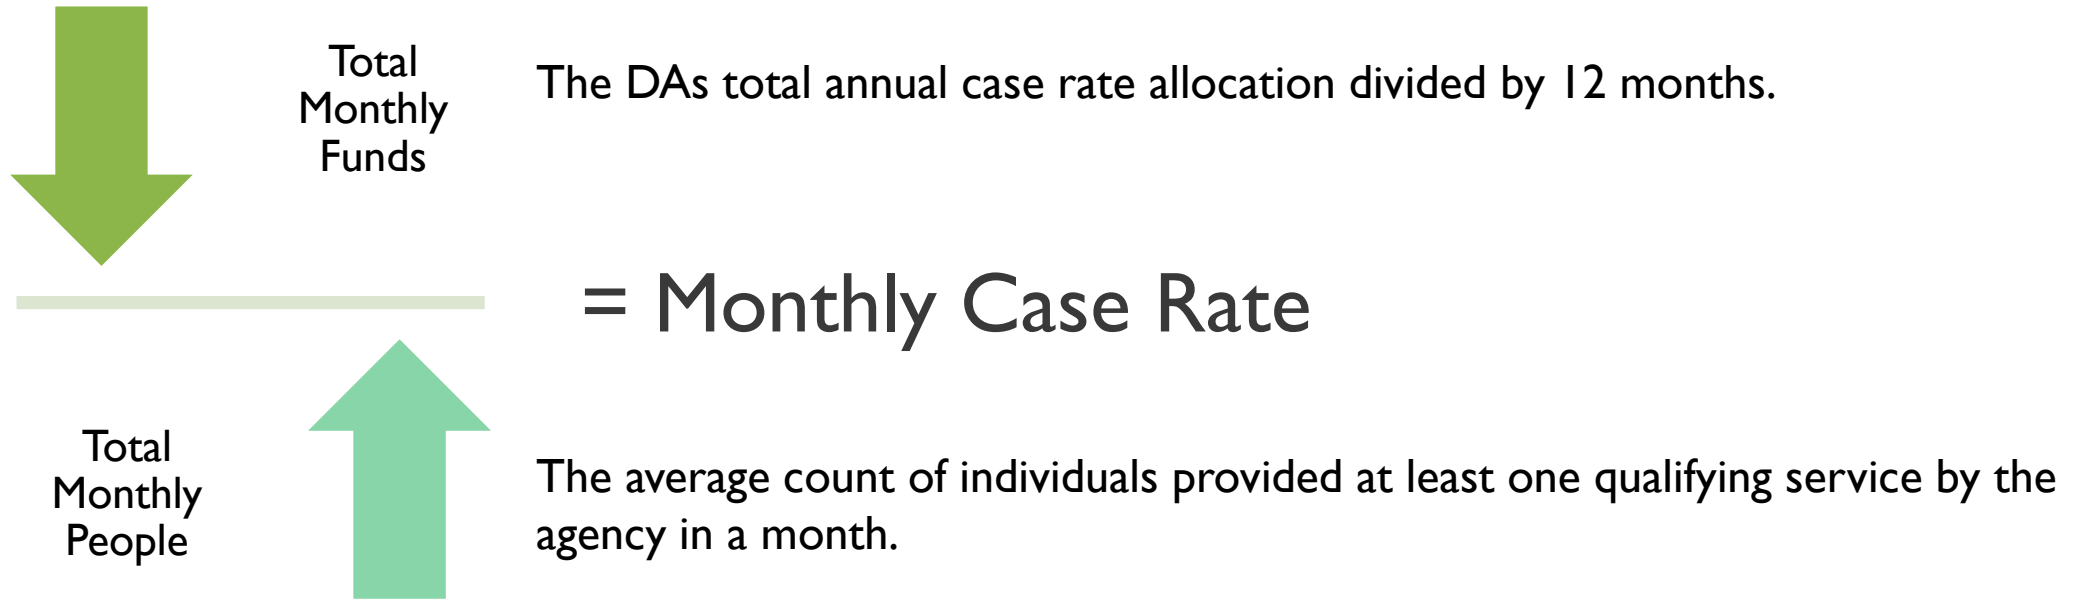 Total
Monthly
Funds
The DAs total annual case rate allocation divided by 12 months.
= Monthly Case Rate
Total
Monthly
People
The average count of individuals provided at least one qualifying service by the
agency in a month.